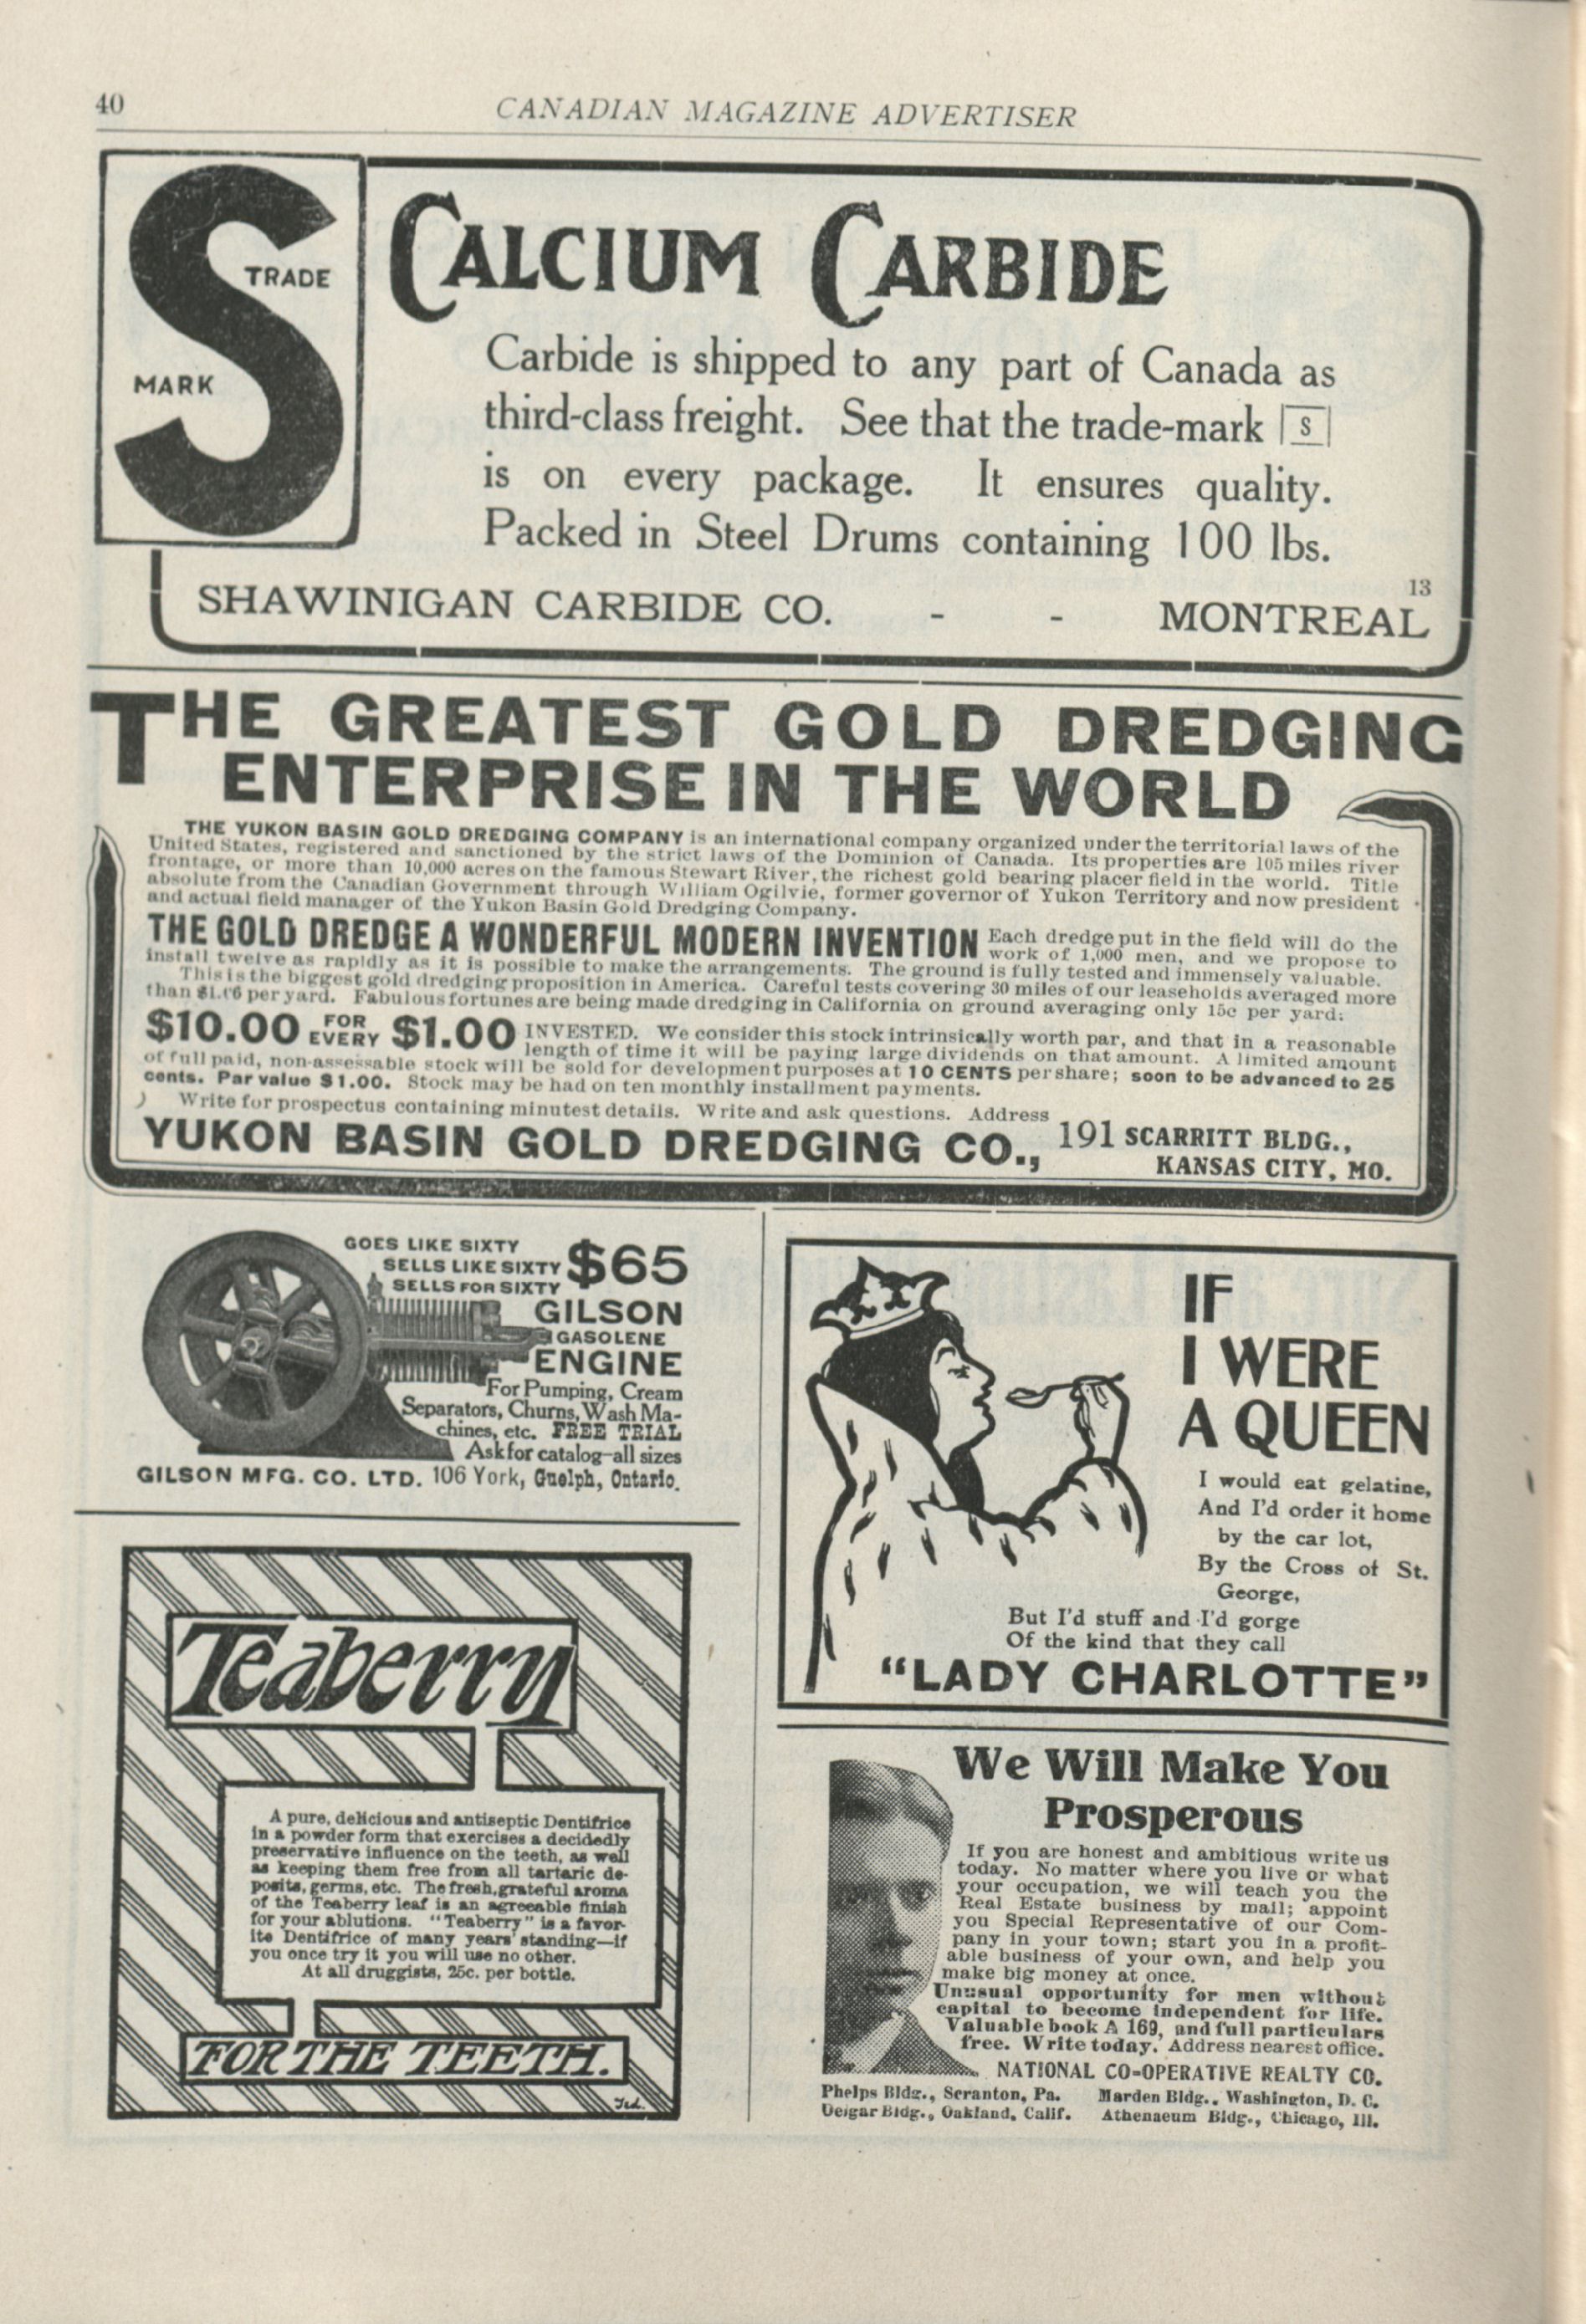 40
CANADIAN MAGAZINE ADVERTISER
S
TRADE
MARK
CALCIUM CARBIDE
Carbide is shipped to any part of Canada as
third-class freight. See that the trade-mark S
is on every package. It ensures quality.
Packed in Steel Drums containing 100 lbs.
13
SHAWINIGAN CARBIDE CO. - - MONTREAL
THE GREATEST GOLD DREDGING
ENTERPRISE IN THE WORLD
THE YUKON BASIN GOLD DREDGING COMPANY is an international company organized under the territorial laws of the
United States, registered and sanctioned by the strict laws of the Dominion of Canada. Its properties are 105 miles river
frontage, or more than 10,000 acres on the famous Stewart River, the richest gold bearing placer field in the world. Title
absolute from the Canadian Government through William Ogilvie, former governor of Yukon Territory and now president
and actual field manager of the Yukon Basin Gold Dredging Company.
THE GOLD DREDGE A WONDERFUL MODERN INVENTION Each dredge put in the field will do the
work of 1,000 men, and we propose to
install twelve as rapidly as it is possible to make the arrangements. The ground is fully tested and immensely valuable.
This is the biggest gold dredging proposition in America. Careful tests covering 30 miles of our leaseholds averaged more
than per yard. Fabulous fortunes are being made dredging in California on ground averaging only 15c per yard.
$10.00 FOR EVERY $1.00 INVESTED. We consider this stock intrinsically worth par, and that in a reasonable
length of time it will be paying large dividends on that amount. A limited amount
of full paid, non-assessable stock will be sold for development purposes at 10 CENTS per share; soon to be advanced to 25
cents. Par value $1.00. Stock may be had on ten monthly installment payments.
Write for prospectus containing minutest details. Write and ask questions. Address
YUKON BASIN GOLD DREDGING CO., 191 SCARRITT BLDG.,
KANSAS CITY, MO.
GOES LIKE SIXTY
SELLS LIKE SIXTY $65
SELLS FOR SIXTY
GILSON
GASOLENE
ENGINE
For Pumping, Cream
Separators, Churns, Wash Ma-
chines, etc. FREE TRIAL
Ask for catalog-all sizes
GILSON MFG. CO. LTD. 106 York, Guelph, Ontario.
Teaberry
A pure, delicious and antiseptic Dentifrice
in a powder form that exercises a decidedly
preservative influence on the teeth, as well
as keeping them free from all tartaric de-
posits, germs, etc. The fresh, grateful aroma
of the Teaberry leaf is an agreeable finish
for your ablutions. "Teaberry" is a favor-
ite Dentifrice of many years' standing—if
you once try it you will use no other.
At all druggists, 25c. per bottle.
FOR THE TEETH.
IF
I WERE
A QUEEN
I would eat gelatine,
And I'd order it home
by the car lot,
By the Cross of St.
George,
But I'd stuff and I'd gorge
Of the kind that they call
"LADY CHARLOTTE"
We Will Make You
Prosperous
If you are honest and ambitious write us
today. No matter where you live or what
your occupation, we will teach you the
Real Estate business by mail; appoint
you Special Representative of our Com-
pany in your town; start you in a profit-
able business of your own, and help you
make big money at once.
Unusual opportunity for men without
capital to become independent for life.
Valuable book A 169, and full particulars
free. Write today. Address nearest office.
NATIONAL CO-OPERATIVE REALTY CO.
Phelps Bldg., Scranton, Pa. Marden Bldg., Washington, D. C.
Delgar Bldg., Oakland, Calif. Athenaeum Bldg., Chicago, Ill.